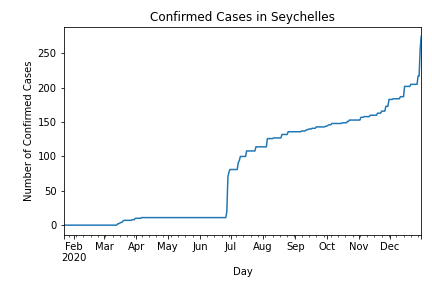 Confirmed Cases in Seychelles
Number of Confirmed Cases
250
200
150
100
50
0
Feb Mar Apr May Jun Jul Aug Sep Oct Nov Dec
2020
Day